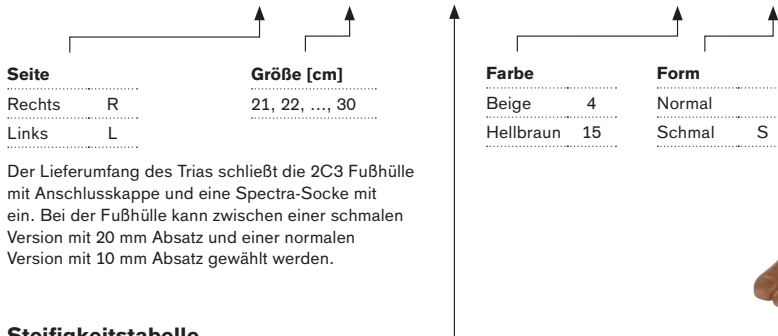 Seite
Rechts R
Links L
Größe [cm]
21, 22, ..., 30
Farbe
Beige 4
Hellbraun 15
Form
Normal
Schmal S
Der Lieferumfang des Trias schließt die 2C3 Fußhülle
mit Anschlusskappe und eine Spectra-Socke mit
ein. Bei der Fußhülle kann zwischen einer schmalen
Version mit 20 mm Absatz und einer normalen
Version mit 10 mm Absatz gewählt werden.
Steifigkeitstabelle